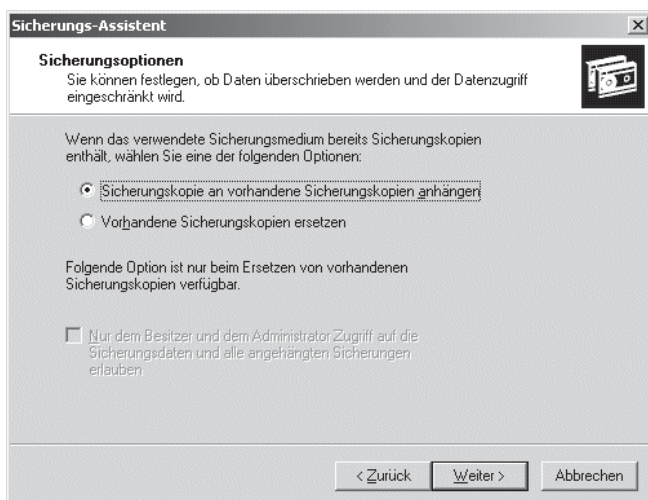 Sicherungs-Assistent
Sicherungsoptionen
Sie können festlegen, ob Daten überschrieben werden und der Datenzugriff
eingeschränkt wird.
Wenn das verwendete Sicherungsmedium bereits Sicherungskopien
enthält, wählen Sie eine der folgenden Optionen:
Sicherungskopie an vorhandene Sicherungskopien anhängen
Vorhandene Sicherungskopien ersetzen
Folgende Option ist nur beim Ersetzen von vorhandenen
Sicherungskopien verfügbar.
Nur dem Besitzer und dem Administrator Zugriff auf die
Sicherungsdaten und alle angehängten Sicherungen
erlauben
< Zurück
Weiter >
Abbrechen